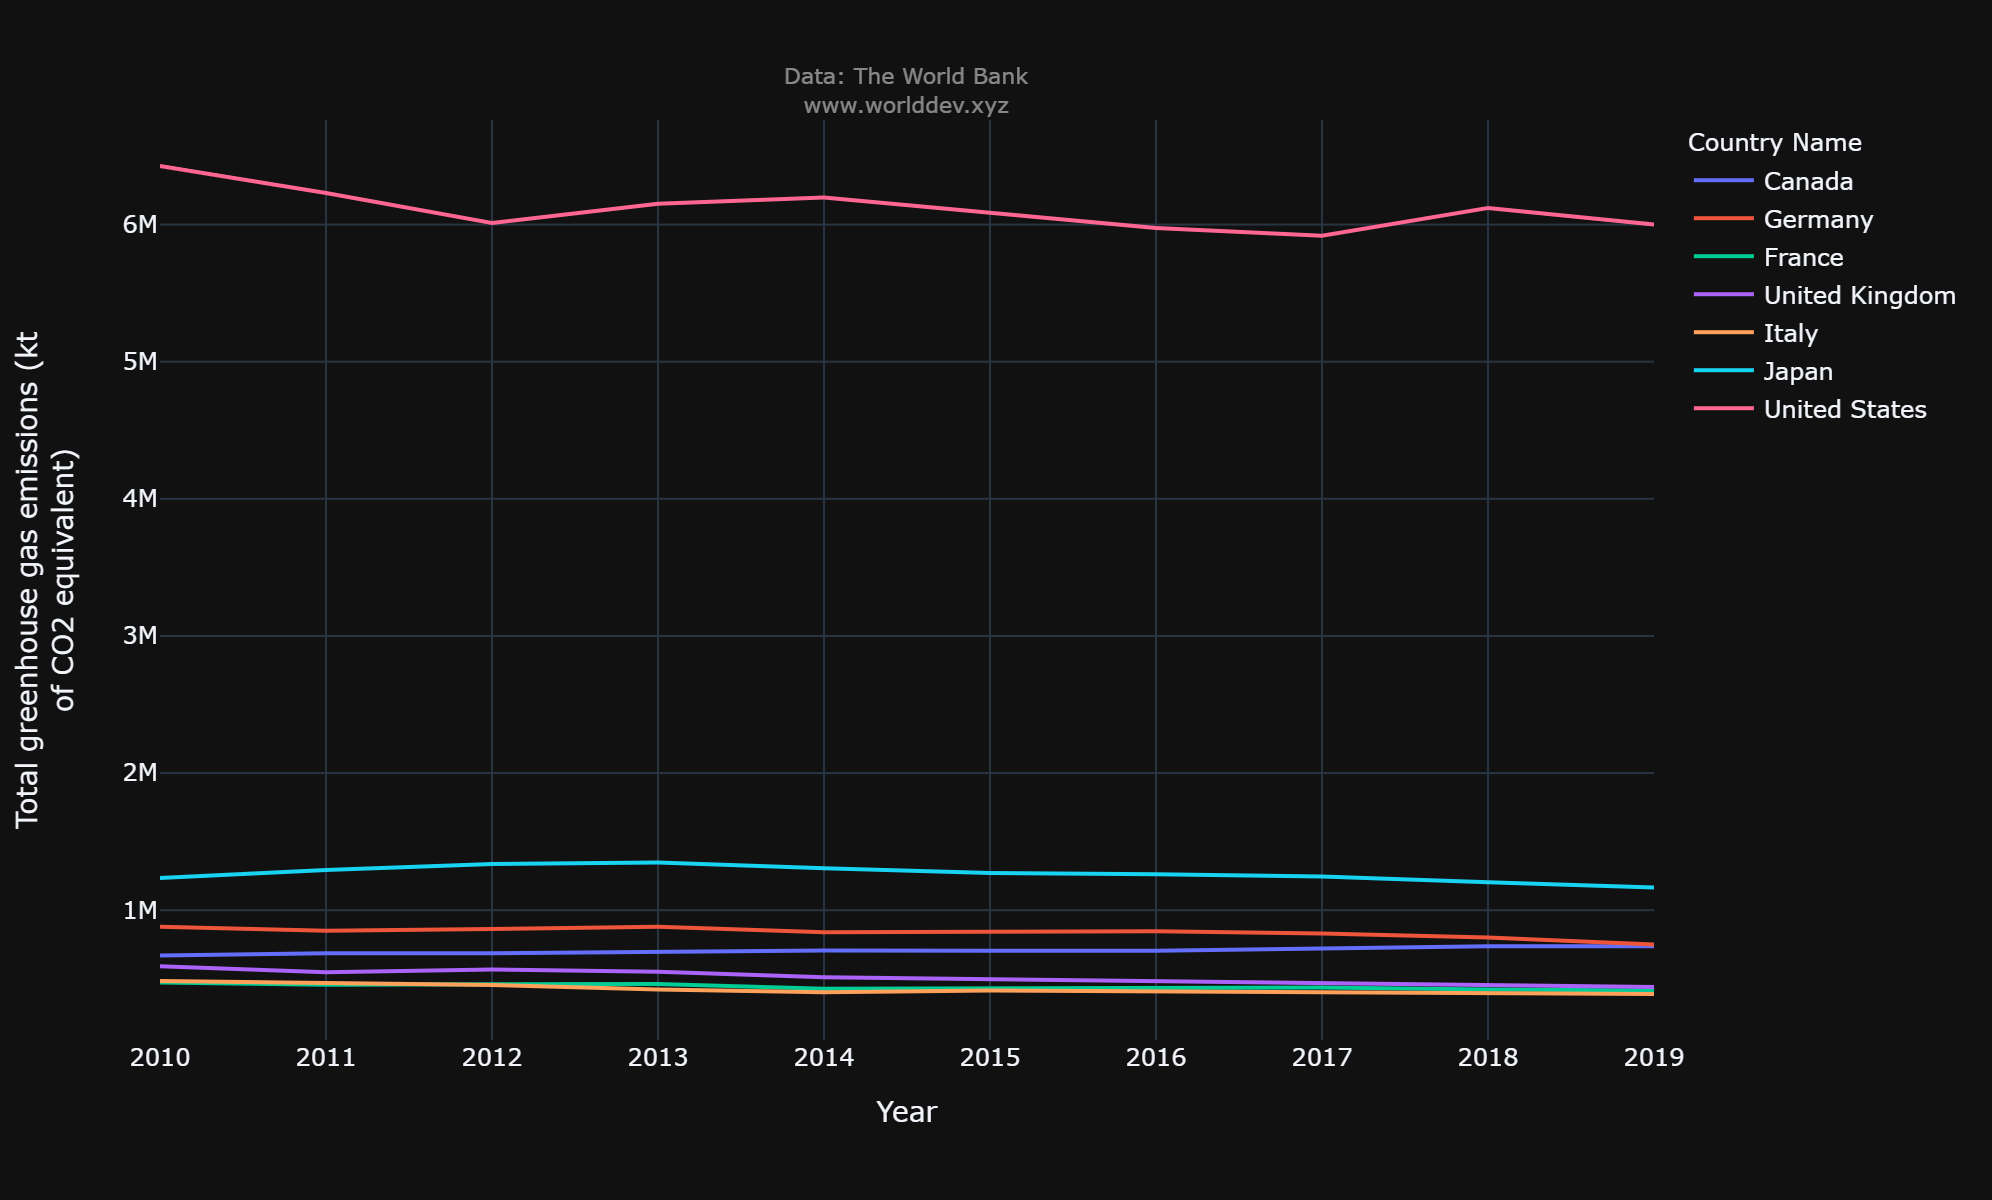 Data: The World Bank
www.worlddev.xyz
Country Name
Canada
Germany
France
United Kingdom
Italy
Japan
United States
Total greenhouse gas emissions (kt
of CO2 equivalent)
6M
5M
4M
3M
2M
1M
2010 2011 2012 2013 2014 2015 2016 2017 2018 2019
Year